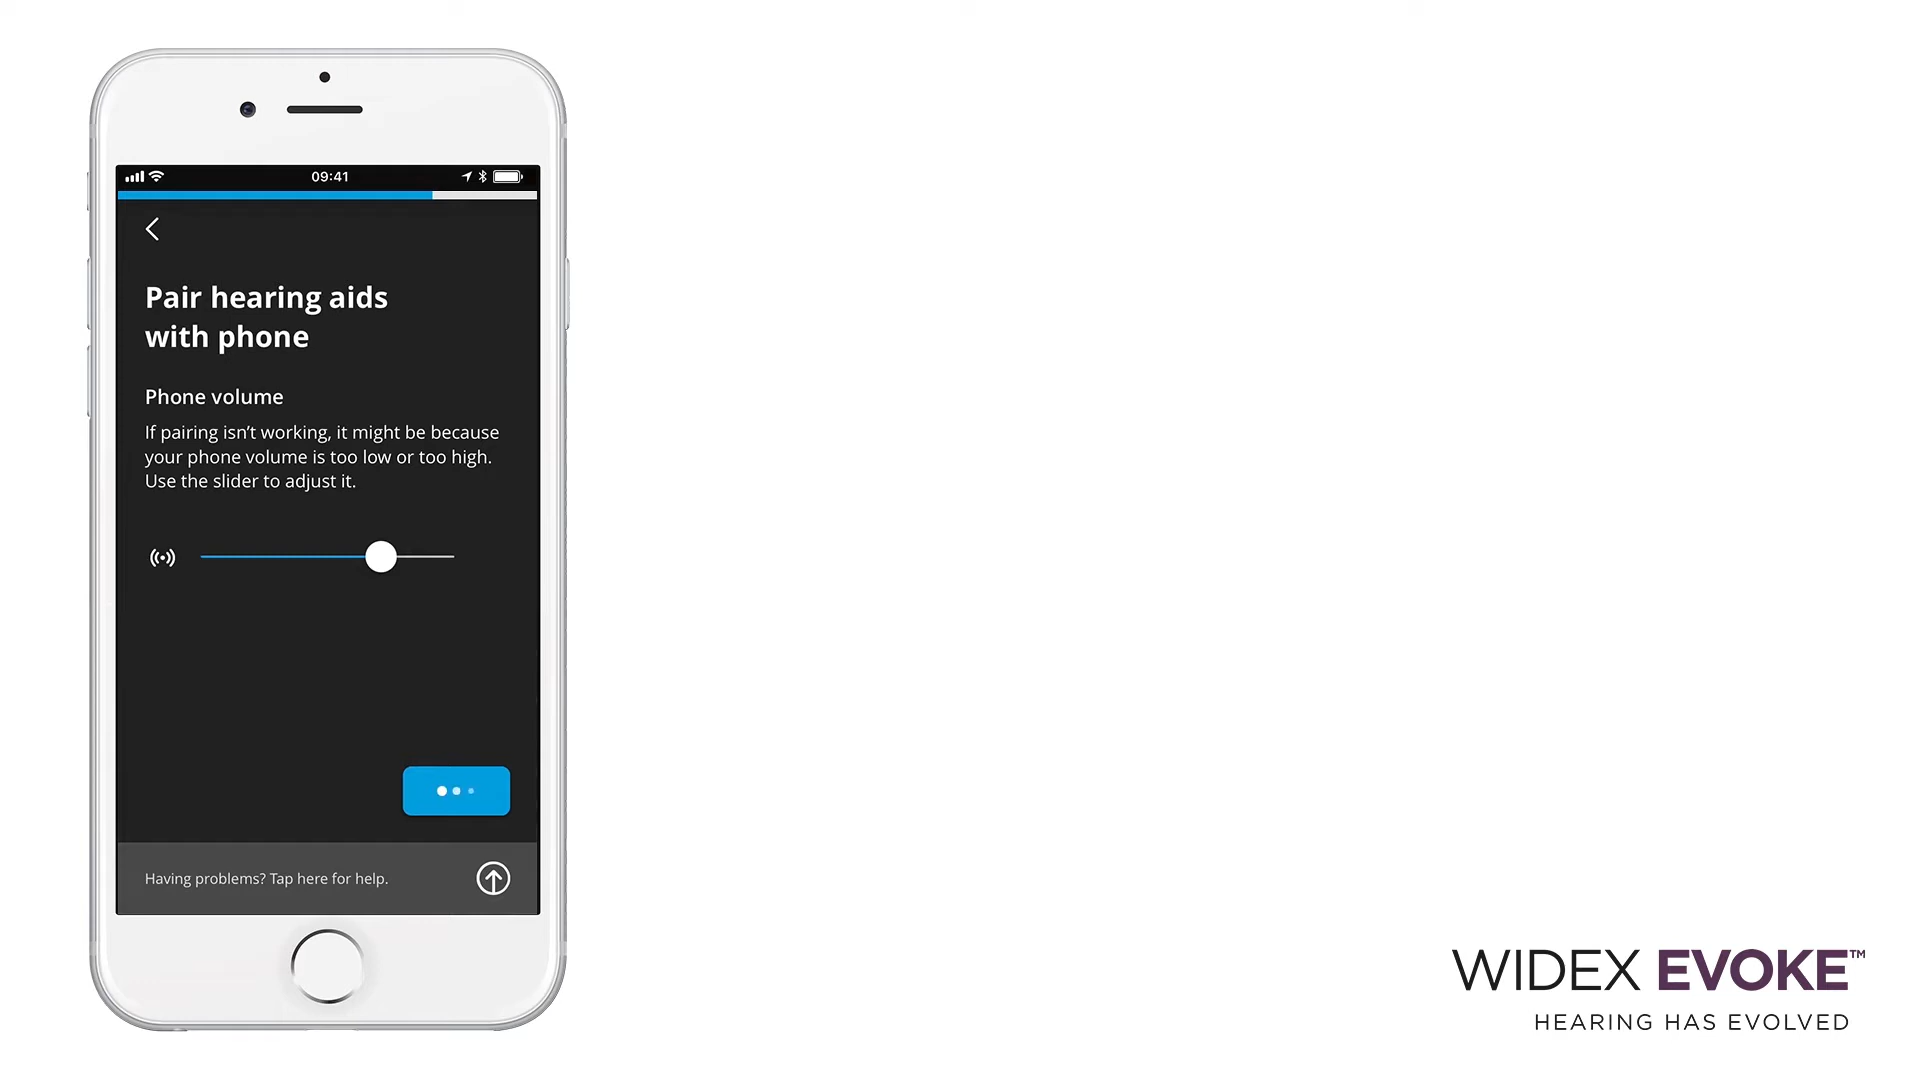 09:41
Pair hearing aids
with phone
Phone volume
If pairing isn't working, it might be because
your phone volume is too low or too high.
Use the slider to adjust it.
Having problems? Tap here for help.
WIDEX EVOKE™
HEARING HAS EVOLVED